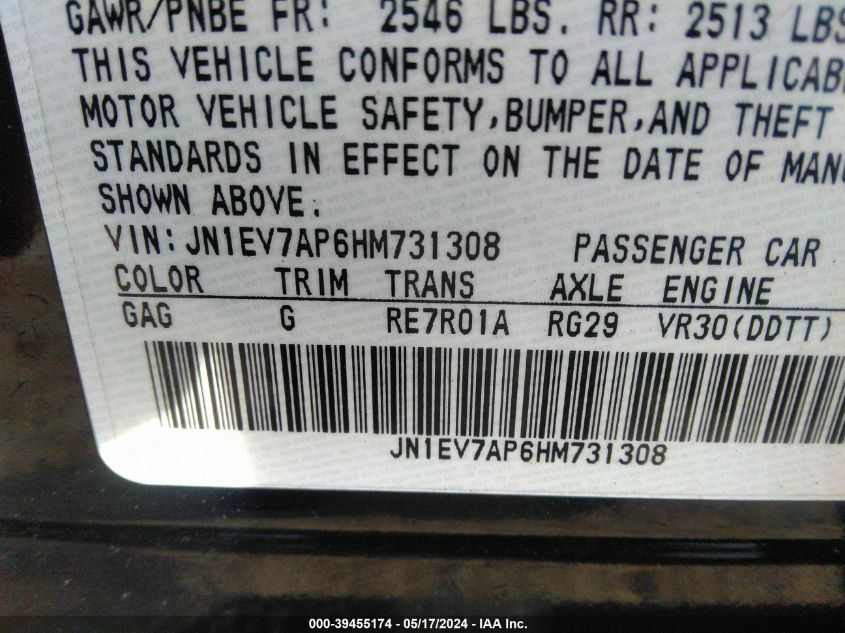 GAWR/PNBE FR: 2546 LBS. RR: 2513 LBS
THIS VEHICLE CONFORMS TO ALL
MOTOR VEHICLE SAFETY,BUMPER,AND THEFT
STANDARDS IN EFFECT ON THE DATE OF
SHOWN ABOVE.
VIN:JN1EV7AP6HM731308 PASSENGER CAR
COLOR TRIM TRANS AXLE ENGINE
GAG G RE7R01A RG29 VR30(DDTT)
JN1EV7AP6HM731308
000-39455174 - 05/17/2024 - IAA Inc.